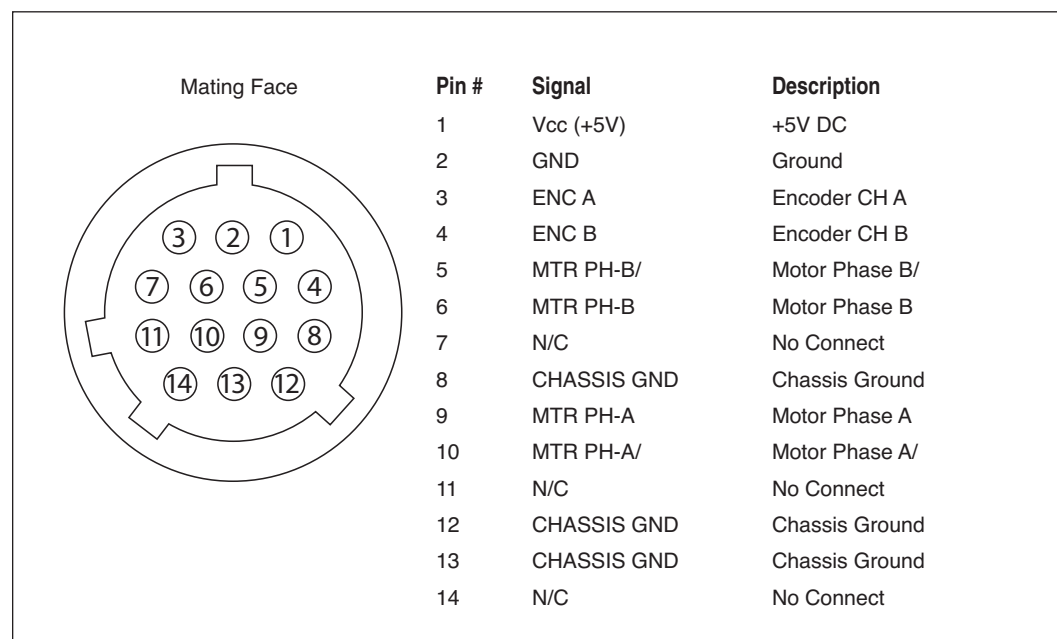 Mating Face
3 2 1
7 6 5 4
11 10 9 8
14 13 12
Pin # Signal Description
1 Vcc (+5V) +5V DC
2 GND Ground
3 ENC A Encoder CH A
4 ENC B Encoder CH B
5 MTR PH-B/ Motor Phase B/
6 MTR PH-B Motor Phase B
7 N/C No Connect
8 CHASSIS GND Chassis Ground
9 MTR PH-A Motor Phase A
10 MTR PH-A/ Motor Phase A/
11 N/C No Connect
12 CHASSIS GND Chassis Ground
13 CHASSIS GND Chassis Ground
14 N/C No Connect